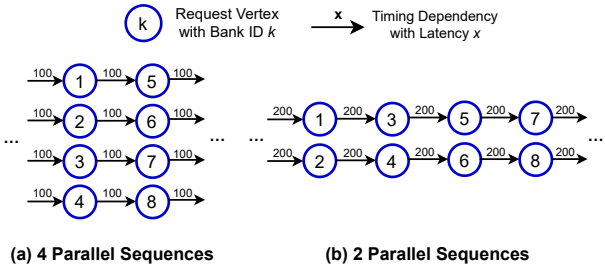 k
Request Vertex
with Bank ID k
x
Timing Dependency
with Latency x
100 1 100 5 100
100 2 100 6 100
... ...
100 3 100 7 100
100 4 100 8 100
(a) 4 Parallel Sequences
200 1 200 3 200 5 200 7 200
... ...
200 2 200 4 200 6 200 8 200
(b) 2 Parallel Sequences